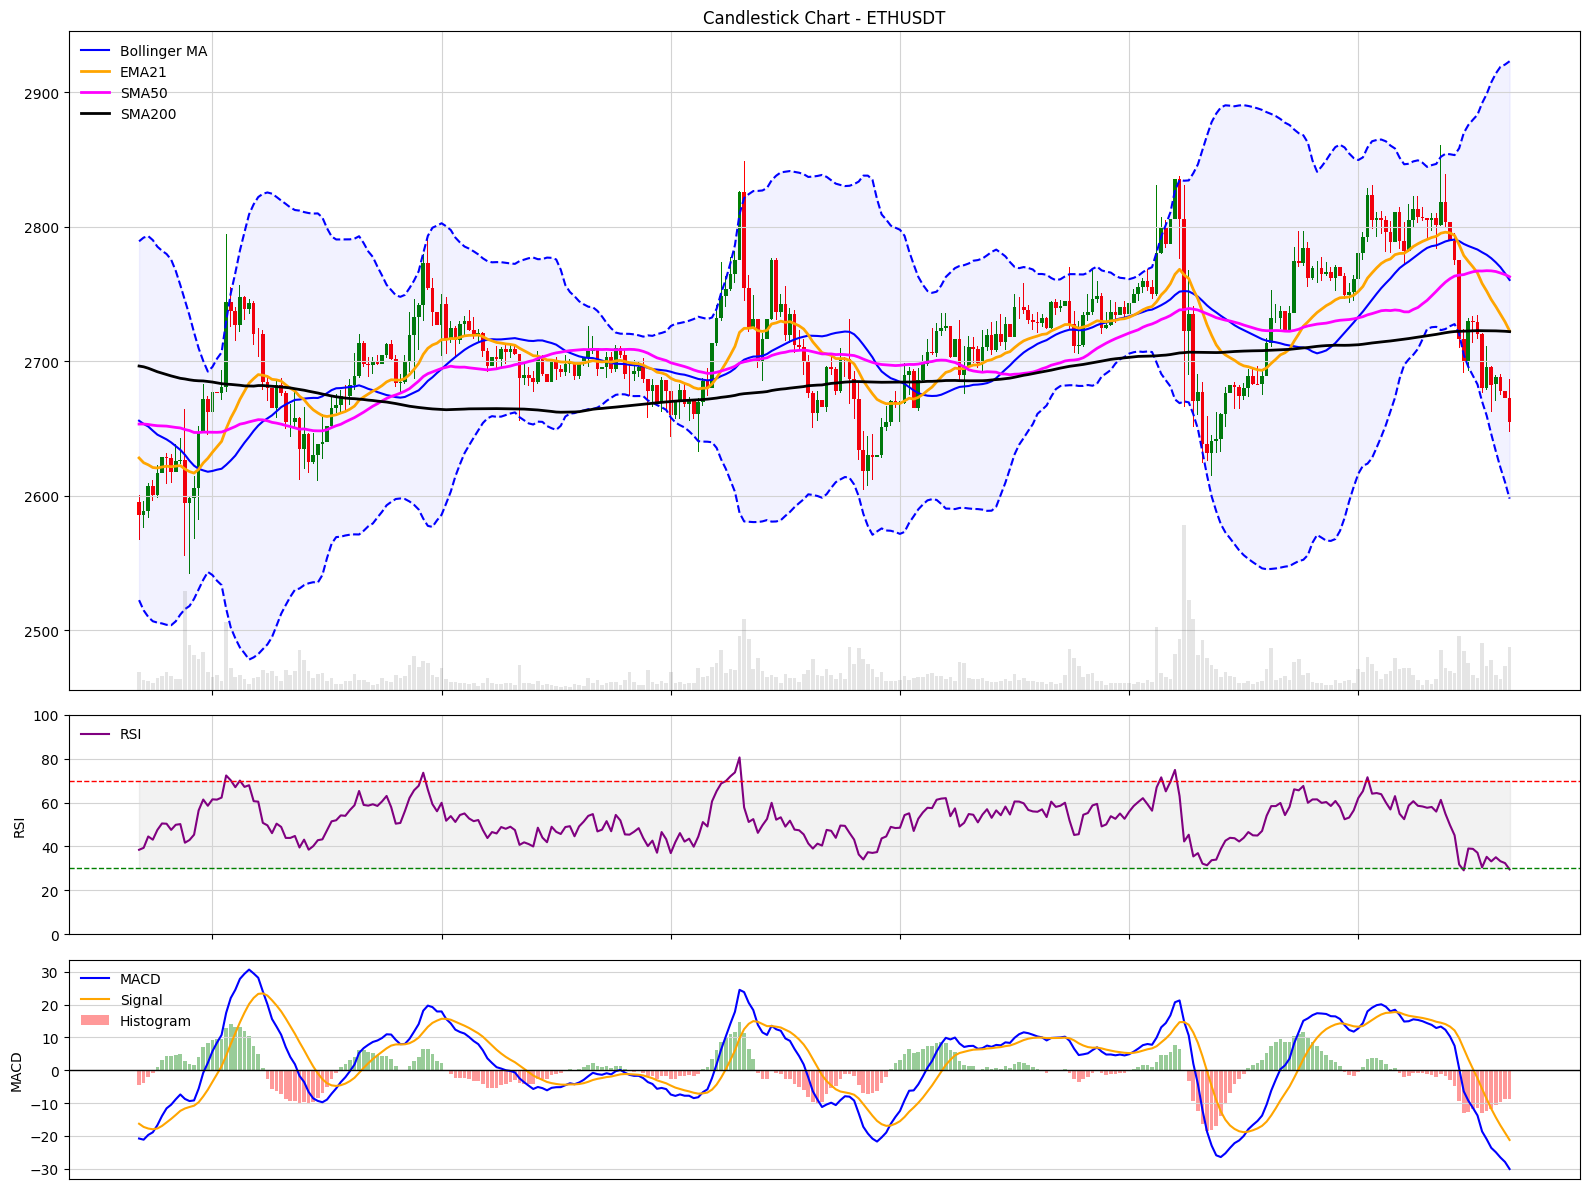 Candlestick Chart - ETHUSDT
Bollinger MA
EMA21
SMA50
SMA200
2900
2800
2700
2600
2500
RSI
100
80
60
40
20
0
RSI
MACD
Signal
Histogram
30
20
10
0
−10
−20
−30
MACD